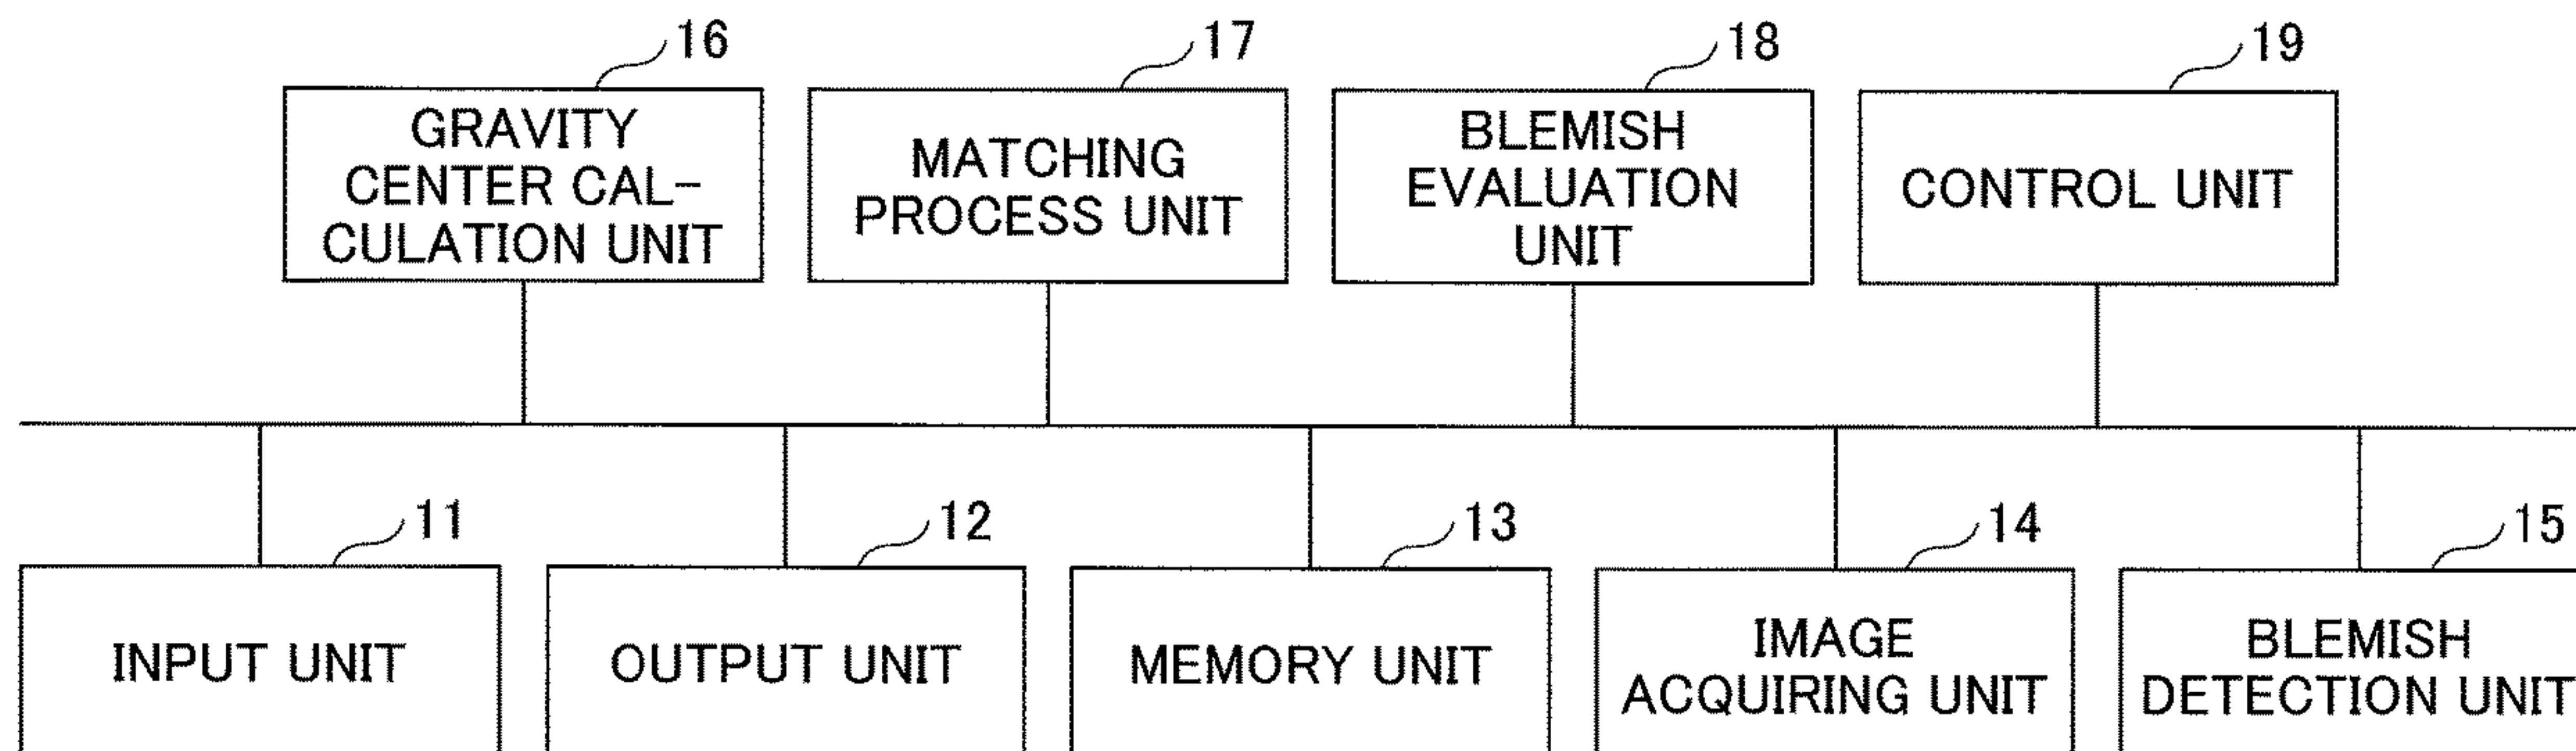 16
GRAVITY
CENTER CAL-
CULATION UNIT
17
MATCHING
PROCESS UNIT
18
BLEMISH
EVALUATION
UNIT
19
CONTROL UNIT
11
INPUT UNIT
12
OUTPUT UNIT
13
MEMORY UNIT
14
IMAGE
ACQUIRING UNIT
15
BLEMISH
DETECTION UNIT